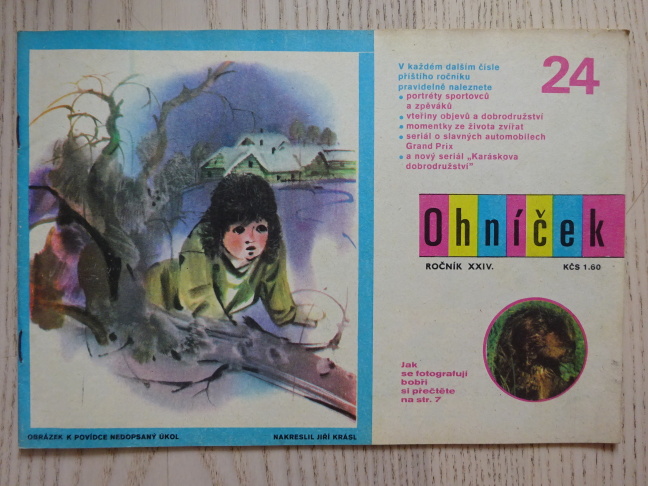 V každém dalším čísle
příštího ročníku
pravidelně naleznete
• portréty sportovců
a zpěváků
• vteřiny objevů a dobrodružství
• momentky ze života zvířat
• seriál o slavných automobilech
Grand Prix
• a nový seriál „Karáskova
dobrodružství"
24
Ohníček
ROČNÍK XXIV.
KČS 1.60
Jak
se fotografují
bobři
si přečtěte
na str. 7
OBRÁZEK K POVÍDCE NEDOPSANÝ ÚKOL
NAKRESLIL JIŘÍ KRÁSL